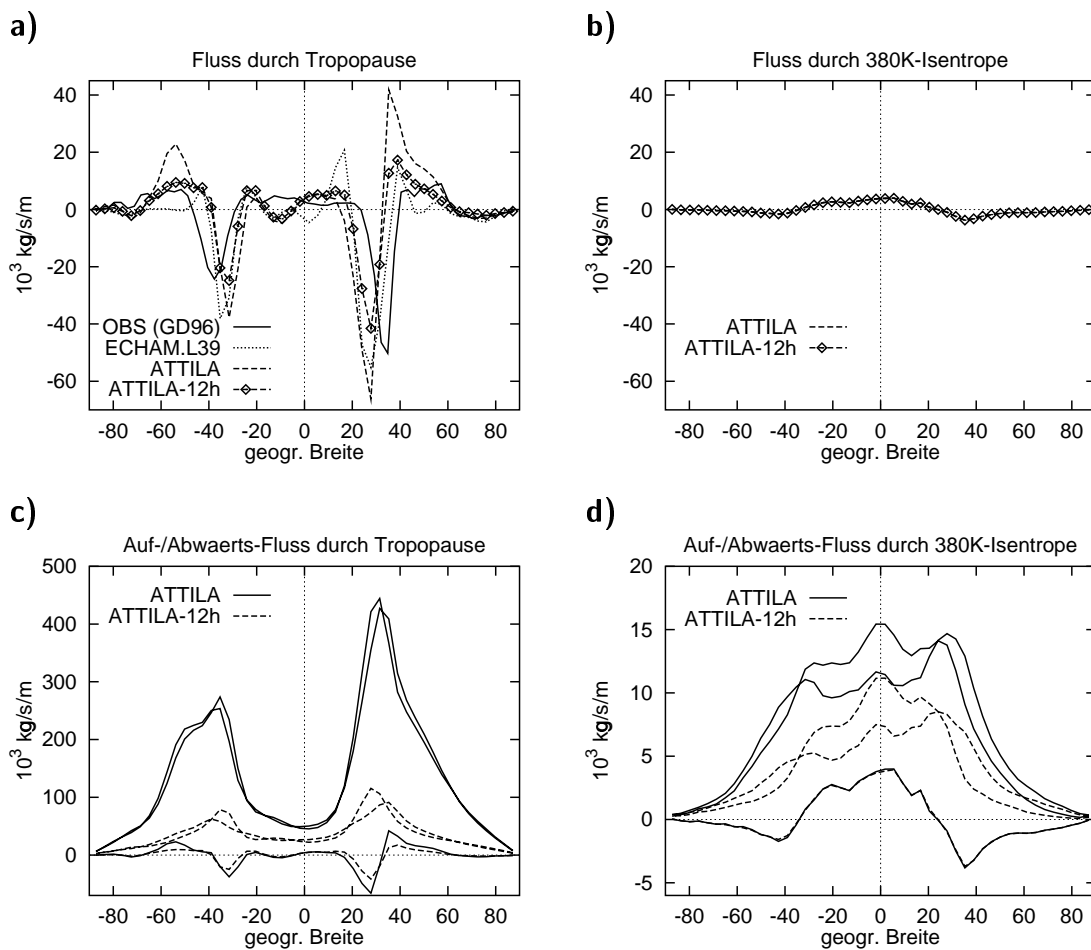 a)
Fluss durch Tropopause
40
20
0
-20
-40
-60
10³ kg/s/m
OBS (GD96)
ECHAM.L39
ATTILA
ATTILA-12h
-80 -60 -40 -20 0 20 40 60 80
geogr. Breite
b)
Fluss durch 380K-Isentrope
40
20
0
-20
-40
-60
10³ kg/s/m
ATTILA
ATTILA-12h
-80 -60 -40 -20 0 20 40 60 80
geogr. Breite
c)
Auf-/Abwaerts-Fluss durch Tropopause
500
400
300
200
100
0
10³ kg/s/m
ATTILA
ATTILA-12h
-80 -60 -40 -20 0 20 40 60 80
geogr. Breite
d)
Auf-/Abwaerts-Fluss durch 380K-Isentrope
20
15
10
5
0
-5
10³ kg/s/m
ATTILA
ATTILA-12h
-80 -60 -40 -20 0 20 40 60 80
geogr. Breite